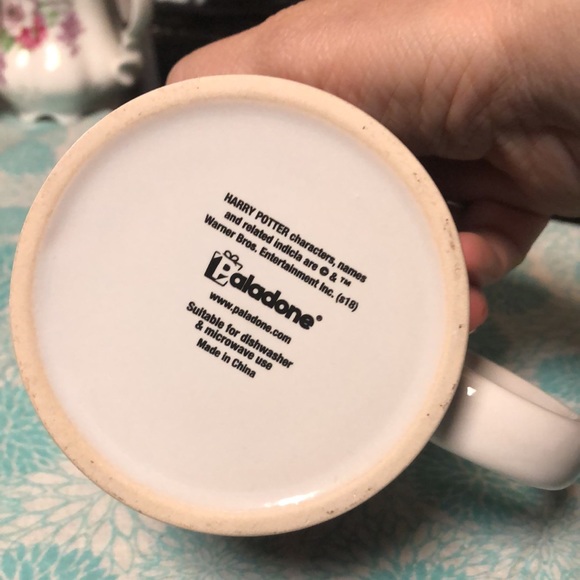 HARRY POTTER characters, names
and related indicia are © & ™
Warner Bros. Entertainment Inc. (s18)
Paladone®
www.paladone.com
Suitable for dishwasher
& microwave use
Made in China